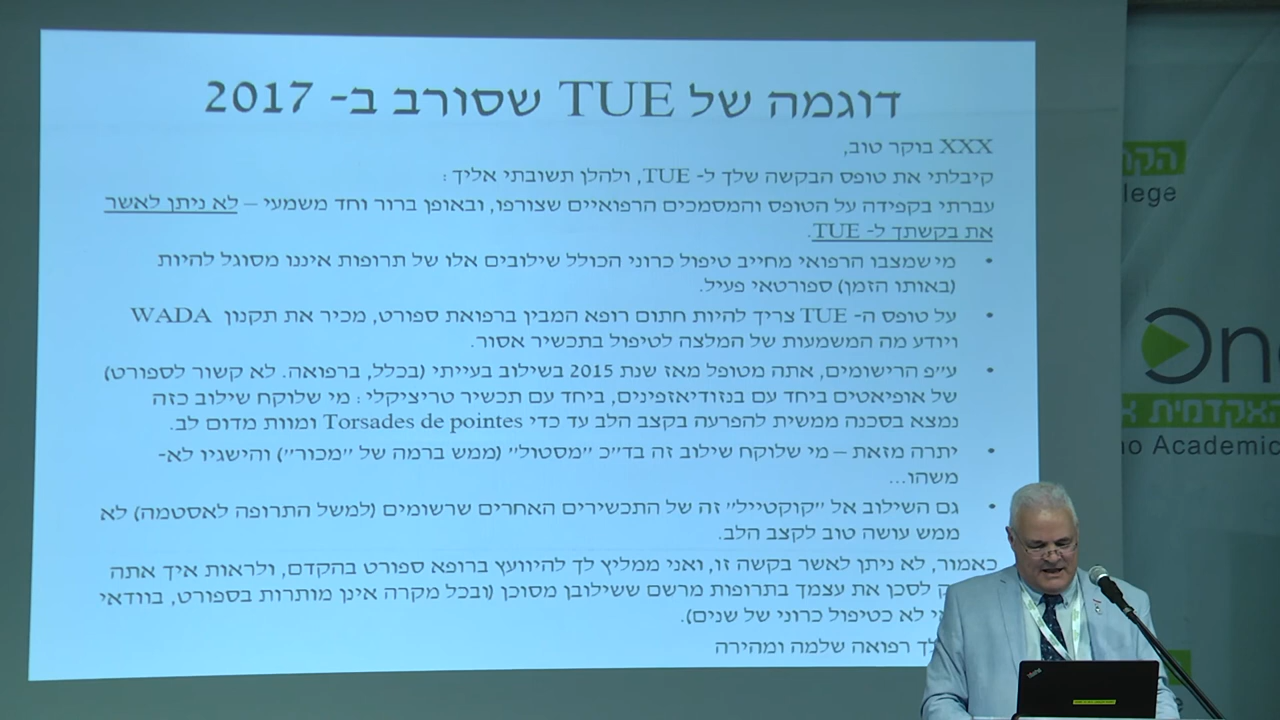 דוגמה של TUE שסורב ב- 2017
XXX בוקר טוב,
קיבלתי את טופס הבקשה שלך ל- TUE, ולהלן תשובתי אליך :
עברתי בקפידה על הטופס והמסמכים הרפואיים שצורפו, ובאופן ברור וחד משמעי – לא ניתן לאשר
את בקשתך ל- TUE.
• מי שמצבו הרפואי מחייב טיפול כרוני הכולל שילובים אלו של תרופות איננו מסוגל להיות
(באותו הזמן) ספורטאי פעיל.
• על טופס ה- TUE צריך להיות חתום רופא המבין ברפואת ספורט, מכיר את תקנון WADA
ויודע מה המשמעות של המלצה לטיפול בתכשיר אסור.
• ע״פ הרישומים, אתה מטופל מאז שנת 2015 בשילוב בעייתי (בכלל, ברפואה. לא קשור לספורט)
של אופיאטים ביחד עם בנזודיאזפינים, ביחד עם תכשיר טריציקלי : מי שלוקח שילוב כזה
נמצא בסכנה ממשית להפרעה בקצב הלב עד כדי Torsades de pointes ומוות מדום לב.
• יתרה מזאת – מי שלוקח שילוב זה בד״כ ״מסטול״ (ממש ברמה של ״מכור״) והישגיו לא-
משהו...
• גם השילוב אל ״קוקטייל״ זה של התכשירים האחרים שרשומים (למשל התרופה לאסטמה) לא
ממש עושה טוב לקצב הלב.
כאמור, לא ניתן לאשר בקשה זו, ואני ממליץ לך להיוועץ ברופא ספורט בהקדם, ולראות איך אתה
לסכן את עצמך בתרופות מרשם ששילובן מסוכן (ובכל מקרה אינן מותרות בספורט, בוודאי
לא כטיפול כרוני של שנים).
לך רפואה שלמה ומהירה
הק
lege
On
האקדמית א
no Academic
ThinkPad